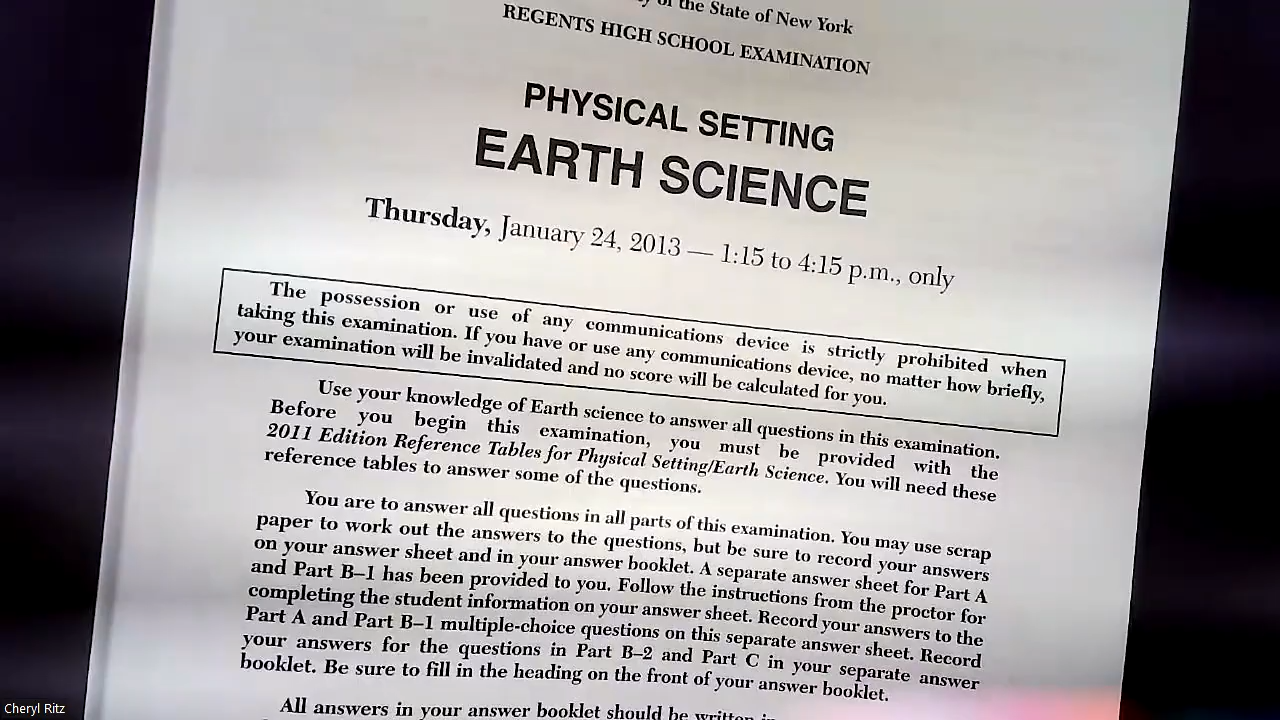 of the State of New York
REGENTS HIGH SCHOOL EXAMINATION
PHYSICAL SETTING
EARTH SCIENCE
Thursday, January 24, 2013 — 1:15 to 4:15 p.m., only
The possession or use of any communications device is strictly prohibited when
taking this examination. If you have or use any communications device, no matter how briefly,
your examination will be invalidated and no score will be calculated for you.
Use your knowledge of Earth science to answer all questions in this examination.
Before you begin this examination, you must be provided with the
2011 Edition Reference Tables for Physical Setting/Earth Science. You will need these
reference tables to answer some of the questions.
You are to answer all questions in all parts of this examination. You may use scrap
paper to work out the answers to the questions, but be sure to record your answers
on your answer sheet and in your answer booklet. A separate answer sheet for Part A
and Part B–1 has been provided to you. Follow the instructions from the proctor for
completing the student information on your answer sheet. Record your answers to the
Part A and Part B–1 multiple-choice questions on this separate answer sheet. Record
your answers for the questions in Part B–2 and Part C in your separate answer
booklet. Be sure to fill in the heading on the front of your answer booklet.
All answers in your answer booklet should be written in
Cheryl Ritz